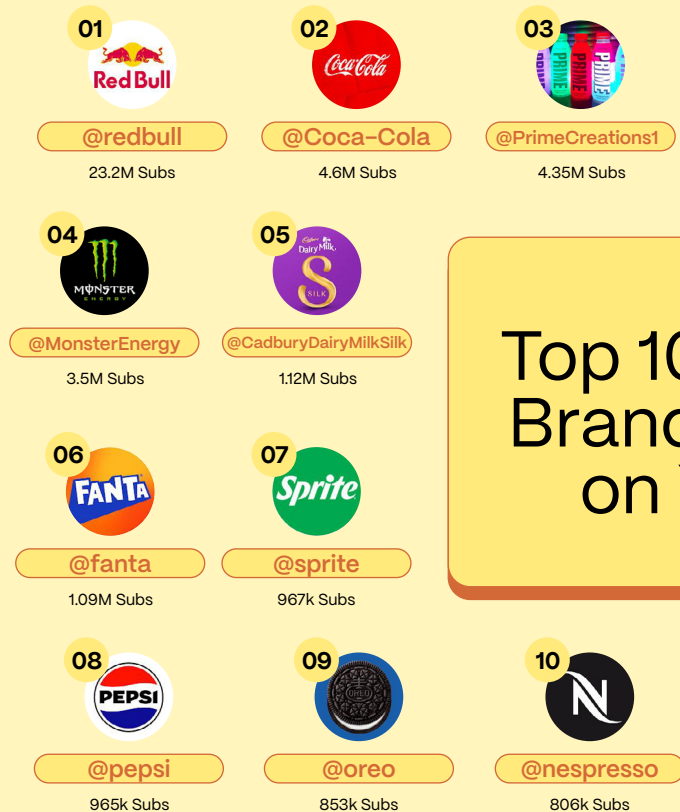 01
Red Bull
@redbull
23.2M Subs
02
Coca-Cola
@Coca-Cola
4.6M Subs
03
PRIME
PRIME
PRIME
@PrimeCreations1
4.35M Subs
04
MONSTER
ENERGY
@MonsterEnergy
3.5M Subs
05
Cadbury
Dairy Milk
SILK
@CadburyDairyMilkSilk
1.12M Subs
Top 10
Brand
on
06
FANTA
@fanta
1.09M Subs
07
Sprite
@sprite
967k Subs
08
PEPSI
@pepsi
965k Subs
09
OREO
@oreo
853k Subs
10
N
@nespresso
806k Subs